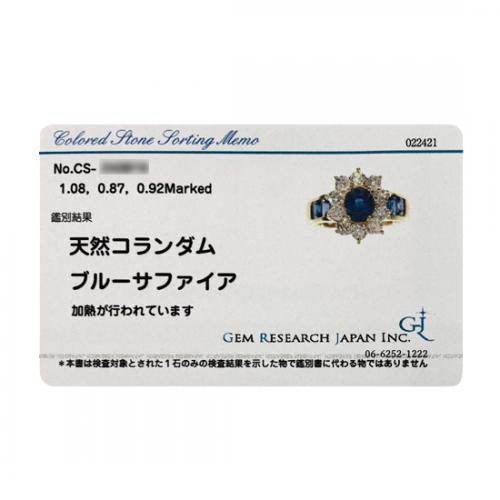 Colored Stone Sorting Memo
022421
No.CS-
1.08, 0.87, 0.92Marked
鑑別結果
天然コランダム
ブルーサファイア
加熱が行われています
GEM RESEARCH JAPAN INC.
06-6252-1222
*本書は検査対象とされた1石のみの検査結果を示した物で鑑別書に代わる物ではありません